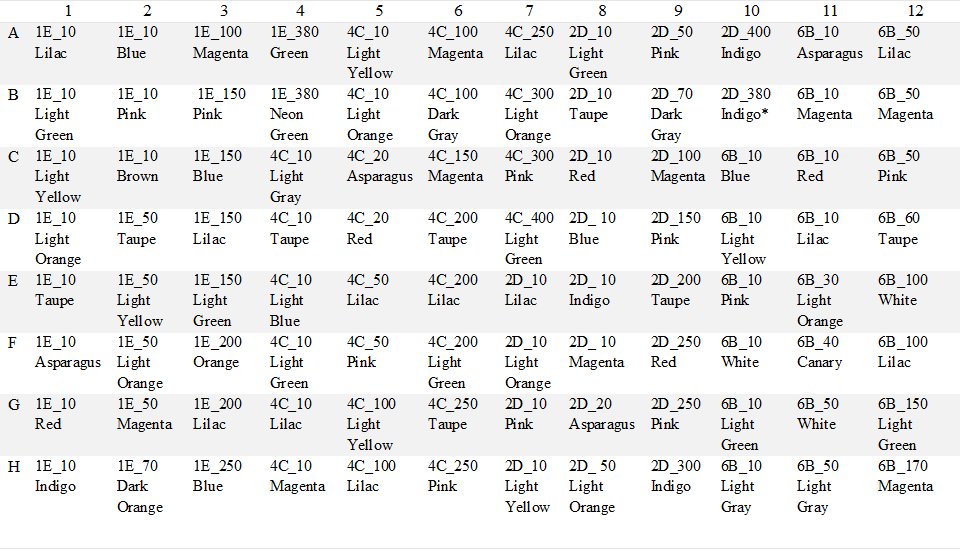 1 2 3 4 5 6 7 8 9 10 11 12
A 1E_10 1E_10 1E_100 1E_380 4C_10 4C_100 4C_250 2D_10 2D_50 2D_400 6B_10 6B_50
Lilac Blue Magenta Green Light Magenta Lilac Light Pink Indigo Asparagus Lilac
Yellow Green
B 1E_10 1E_10 1E_150 1E_380 4C_10 4C_100 4C_300 2D_10 2D_70 2D_380 6B_10 6B_50
Light Pink Pink Neon Light Dark Light Taupe Dark Indigo* Magenta Magenta
Green Green Orange Gray Orange Gray
C 1E_10 1E_10 1E_150 4C_10 4C_20 4C_150 4C_300 2D_10 2D_100 6B_10 6B_10 6B_50
Light Brown Blue Light Asparagus Magenta Pink Red Magenta Blue Red Pink
Yellow Gray
D 1E_10 1E_50 1E_150 4C_10 4C_20 4C_200 4C_400 2D_ 10 2D_150 6B_10 6B_10 6B_60
Light Taupe Lilac Taupe Red Taupe Light Blue Pink Light Lilac Taupe
Orange Green Yellow
E 1E_10 1E_50 1E_150 4C_10 4C_50 4C_200 2D_10 2D_ 10 2D_200 6B_10 6B_30 6B_100
Taupe Light Light Light Lilac Lilac Lilac Indigo Taupe Pink Light White
Yellow Green Blue Orange
F 1E_10 1E_50 1E_200 4C_10 4C_50 4C_200 2D_10 2D_ 10 2D_250 6B_10 6B_40 6B_100
Asparagus Light Orange Light Pink Light Light Magenta Red White Canary Lilac
Orange Green Green Orange
G 1E_10 1E_50 1E_200 4C_10 4C_100 4C_250 2D_10 2D_20 2D_250 6B_10 6B_50 6B_150
Red Magenta Lilac Lilac Light Taupe Pink Asparagus Pink Light White Light
Yellow Green Green
H 1E_10 1E_70 1E_250 4C_10 4C_100 4C_250 2D_10 2D_ 50 2D_300 6B_10 6B_50 6B_170
Indigo Dark Blue Magenta Lilac Pink Light Light Indigo Light Light Magenta
Orange Yellow Orange Gray Gray